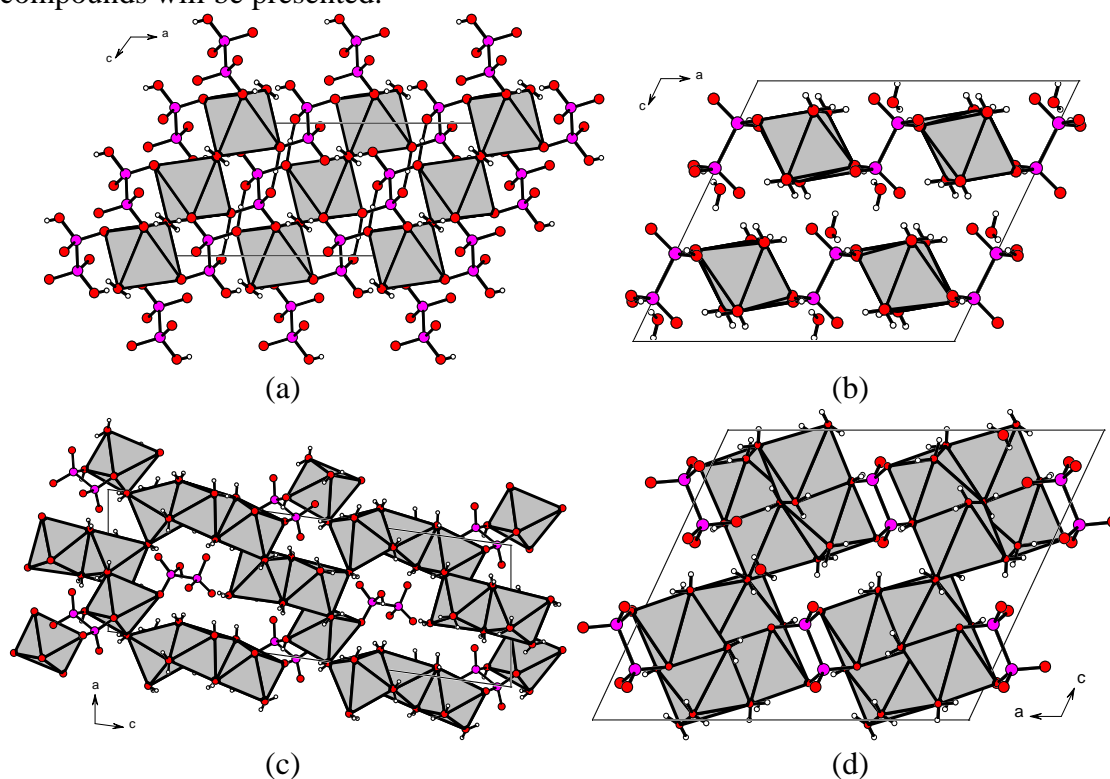 compounds will be presented.
c a
a
c
(a) (b)
c
a
a c
(c) (d)